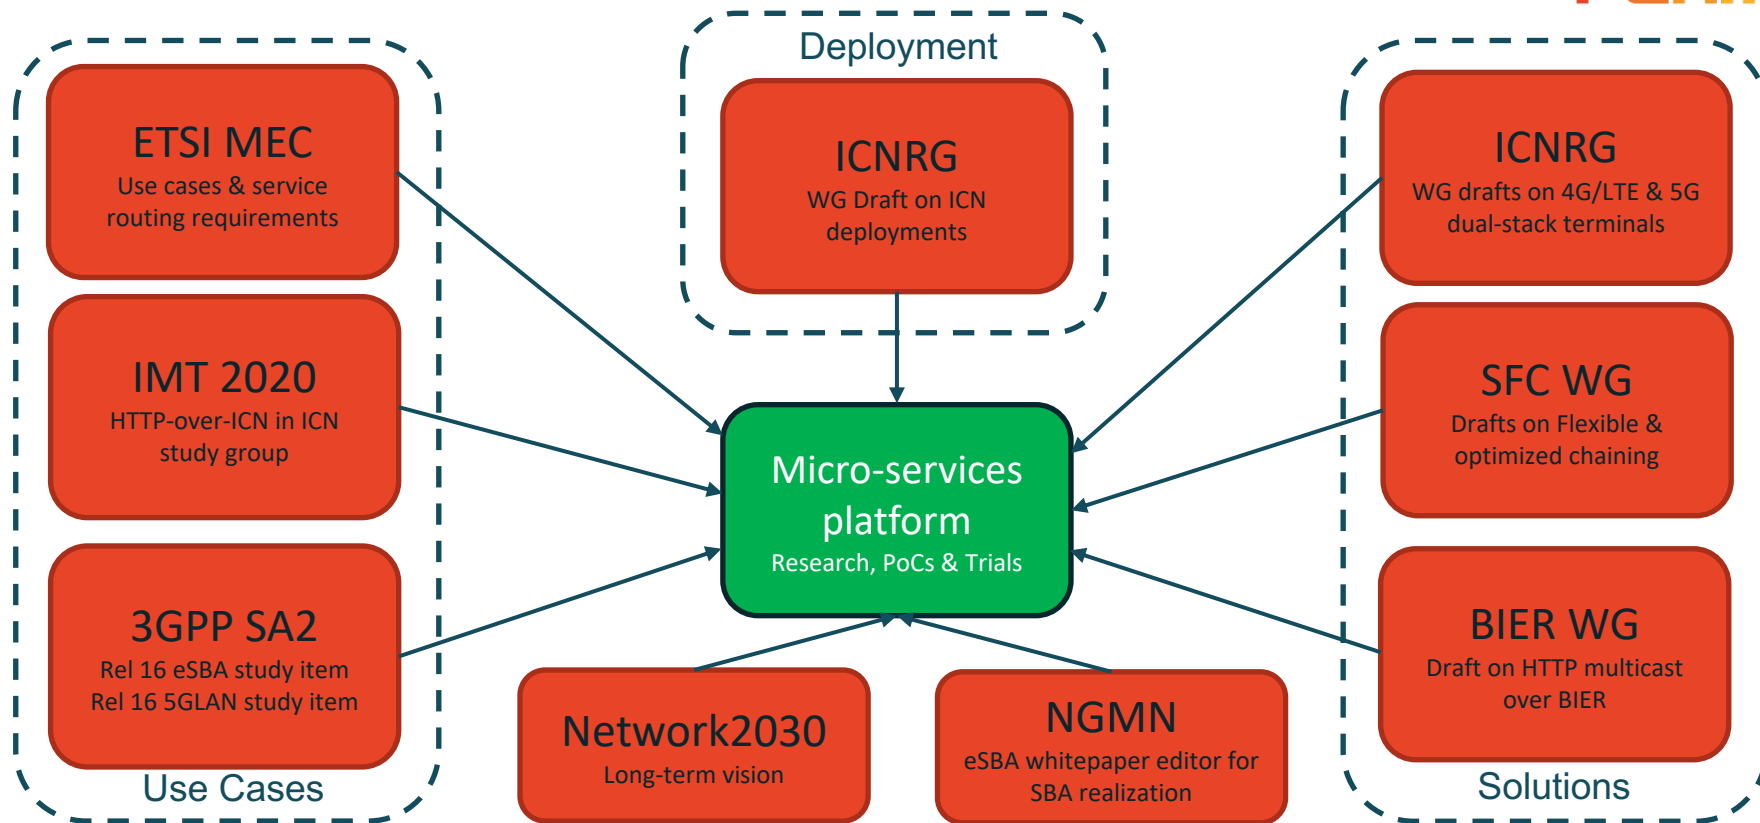 Deployment
ETSI MEC
Use cases & service
routing requirements
ICNRG
WG Draft on ICN
deployments
ICNRG
WG drafts on 4G/LTE & 5G
dual-stack terminals
IMT 2020
HTTP-over-ICN in ICN
study group
SFC WG
Drafts on Flexible &
optimized chaining
Micro-services
platform
Research, PoCs & Trials
3GPP SA2
Rel 16 eSBA study item
Rel 16 5GLAN study item
BIER WG
Draft on HTTP multicast
over BIER
Network2030
Long-term vision
NGMN
eSBA whitepaper editor for
SBA realization
Use Cases
Solutions